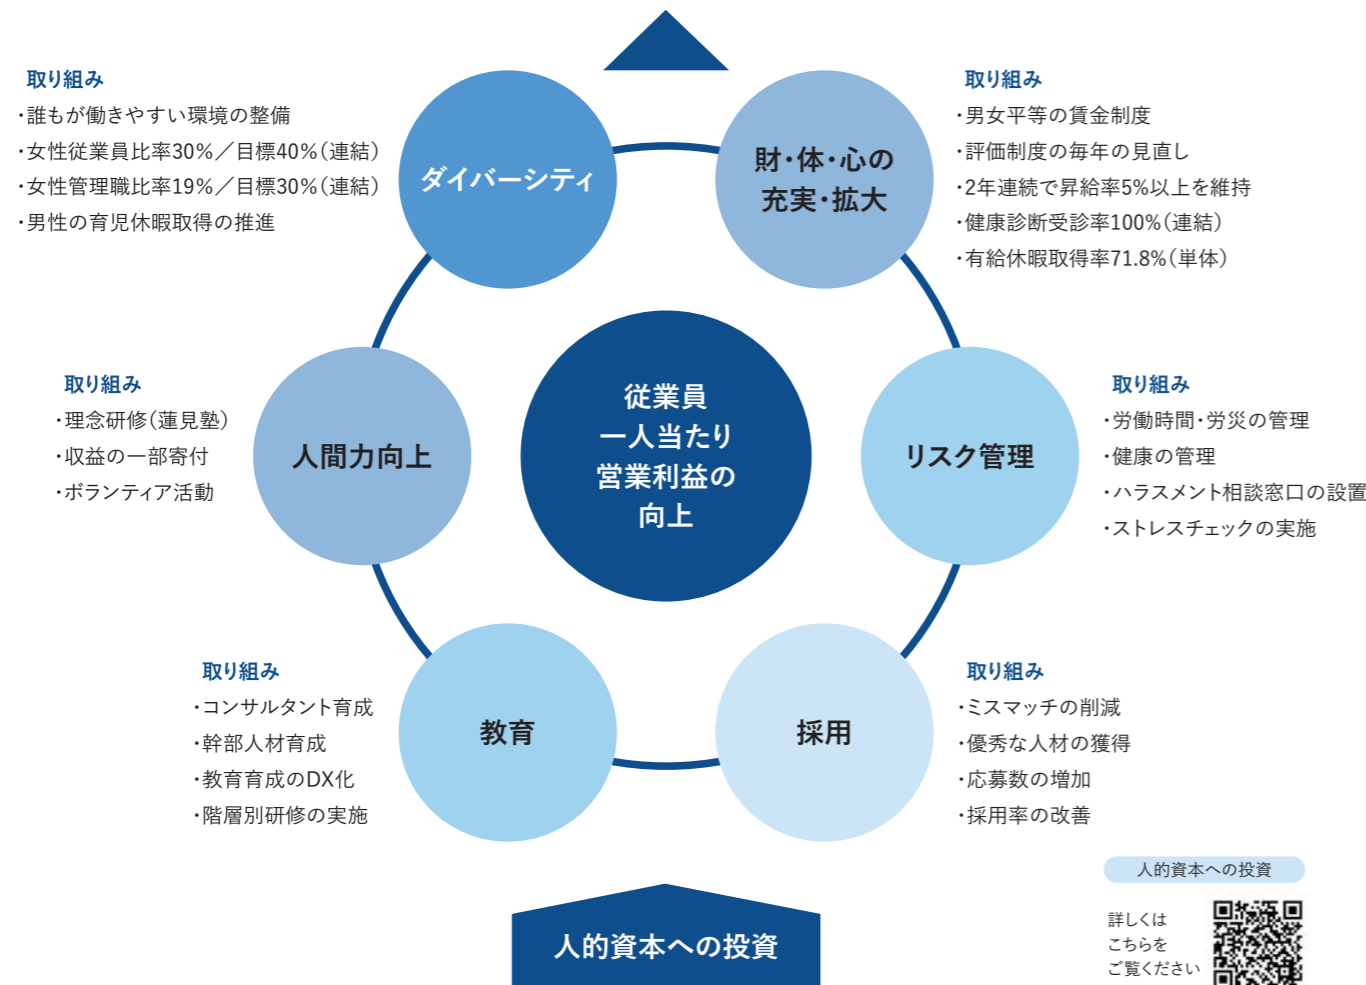 取り組み
・誰もが働きやすい環境の整備
・女性従業員比率30%／目標40%（連結）
・女性管理職比率19%／目標30%（連結）
・男性の育児休暇取得の推進
ダイバーシティ
財・体・心の
充実・拡大
取り組み
・男女平等の賃金制度
・評価制度の毎年の見直し
・2年連続で昇給率5%以上を維持
・健康診断受診率100%（連結）
・有給休暇取得率71.8%（単体）
取り組み
・理念研修（蓮見塾）
・収益の一部寄付
・ボランティア活動
人間力向上
従業員
一人当たり
営業利益の
向上
リスク管理
取り組み
・労働時間・労災の管理
・健康の管理
・ハラスメント相談窓口の設置
・ストレスチェックの実施
取り組み
・コンサルタント育成
・幹部人材育成
・教育育成のDX化
・階層別研修の実施
教育
採用
取り組み
・ミスマッチの削減
・優秀な人材の獲得
・応募数の増加
・採用率の改善
人的資本への投資
人的資本への投資
詳しくは
こちらを
ご覧ください